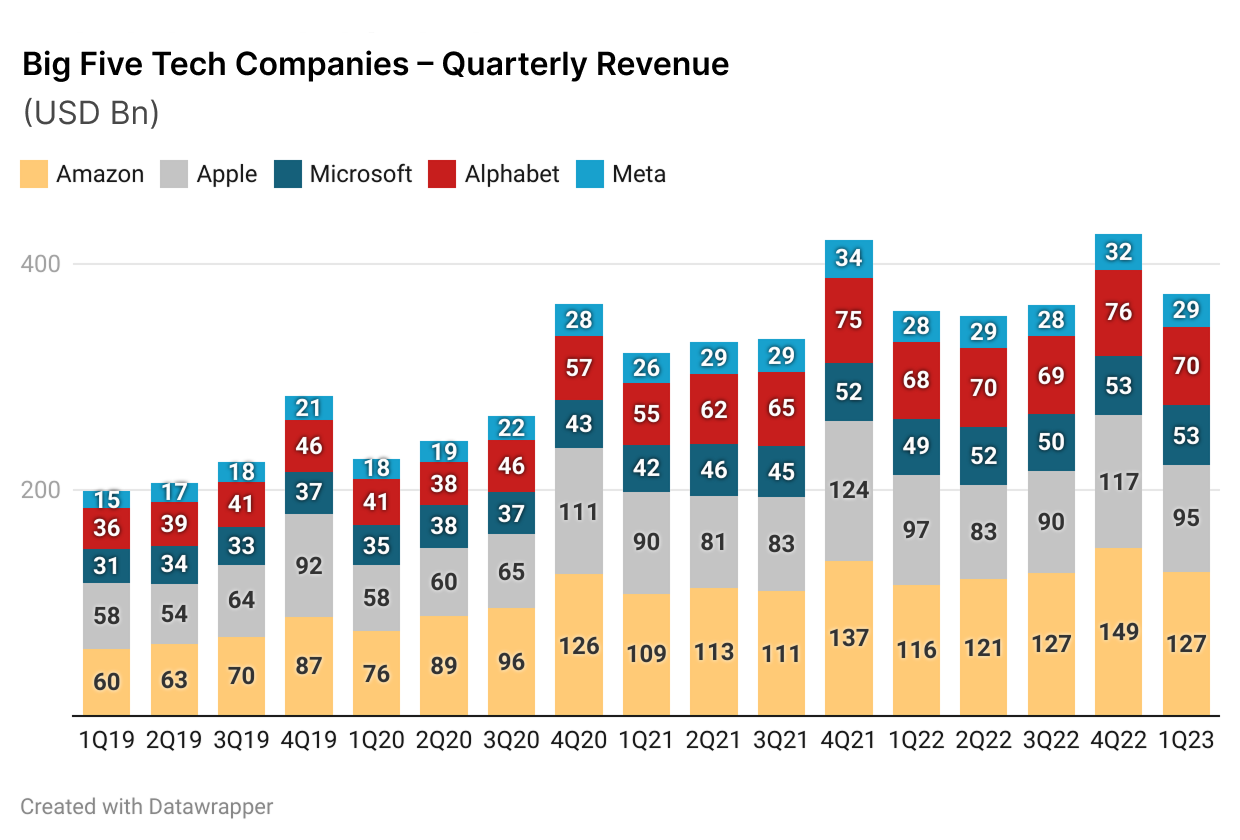 Big Five Tech Companies – Quarterly Revenue
(USD Bn)
Amazon Apple Microsoft Alphabet Meta
400
34 32
28 75 28 29 28 76 29
57 26 29 29 68 70 69 70
21 55 62 65 52 53
46 22 43 49 52 50 53
18 18 19 46 42 46 45
200
15 17 41 37 41 38 37 111 124 117
36 39 33 35 38 90 81 83 97 83 90 95
31 34 92 65
58 54 64 58 60
60 63 70 87 76 89 96 126 109 113 111 137 116 121 127 149 127
1Q19 2Q19 3Q19 4Q19 1Q20 2Q20 3Q20 4Q20 1Q21 2Q21 3Q21 4Q21 1Q22 2Q22 3Q22 4Q22 1Q23
Created with Datawrapper